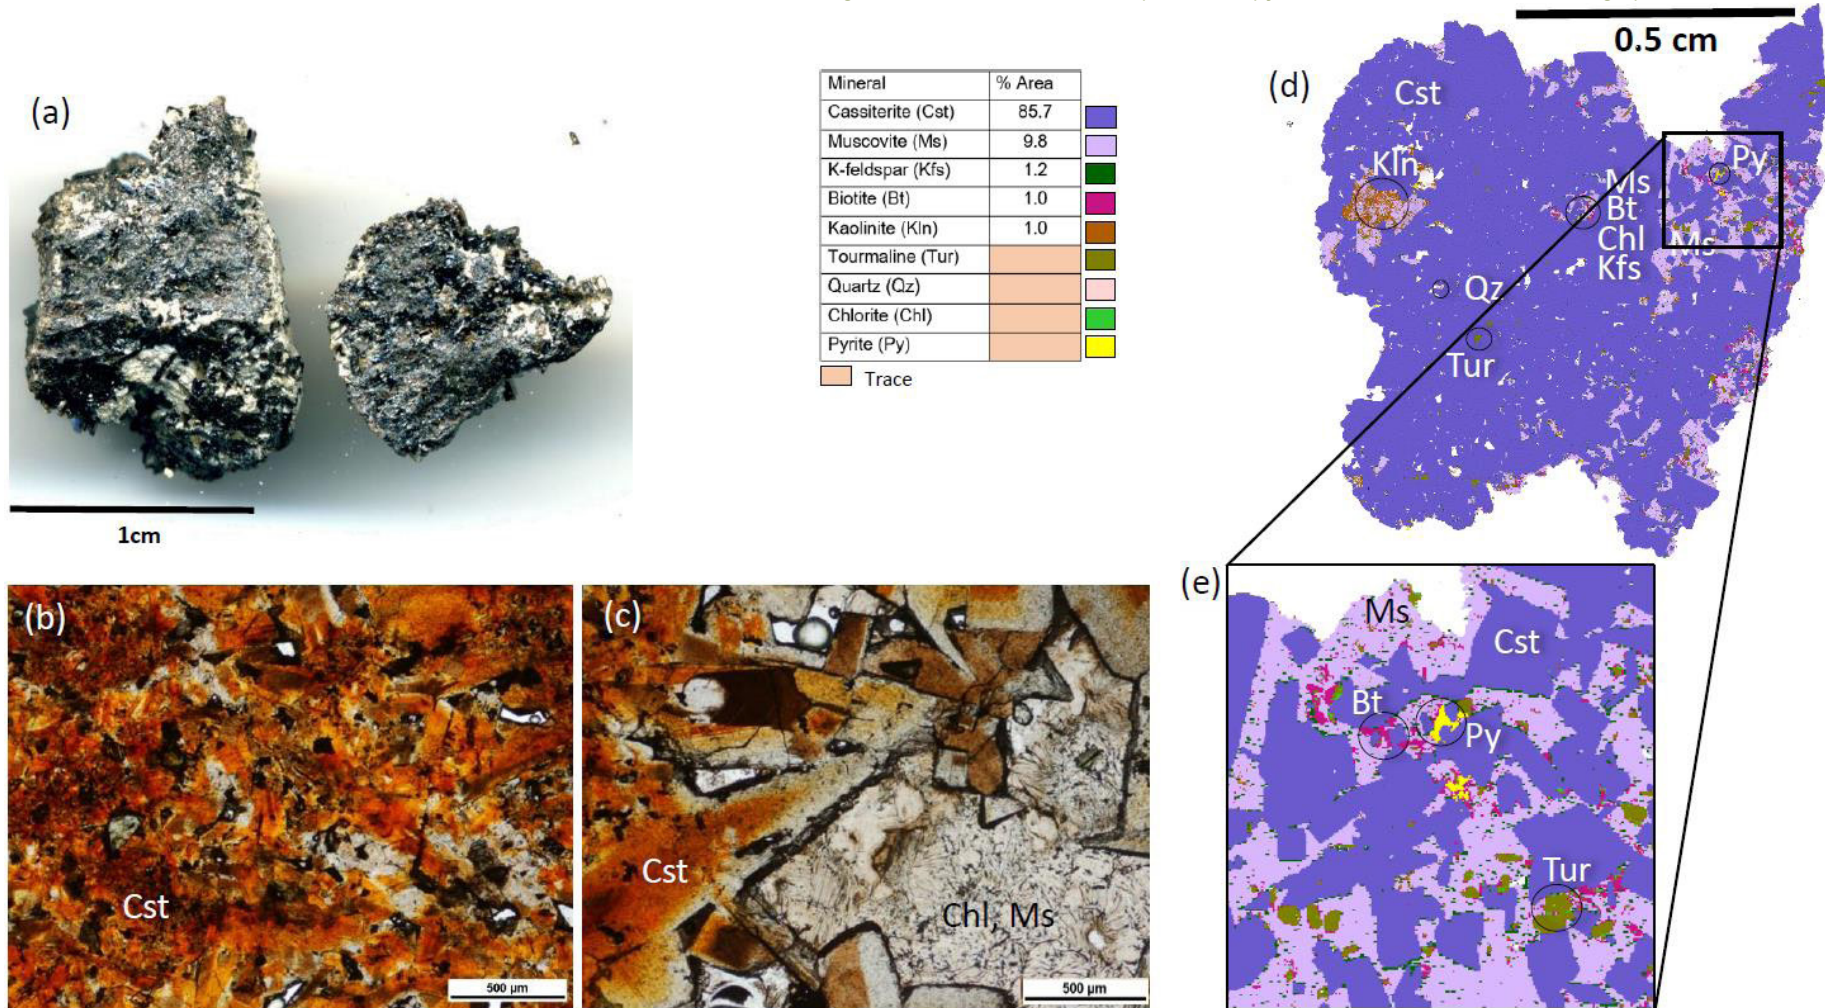 (a)
1cm
Mineral % Area
Cassiterite (Cst) 85.7
Muscovite (Ms) 9.8
K-feldspar (Kfs) 1.2
Biotite (Bt) 1.0
Kaolinite (Kln) 1.0
Tourmaline (Tur)
Quartz (Qz)
Chlorite (Chl)
Pyrite (Py)
Trace
(d)
0.5 cm
Cst
Kln
Py
Ms
Bt
Chl
Ms
Kfs
Qz
Tur
(b)
Cst
500 µm
(c)
Cst
Chl, Ms
500 µm
(e)
Ms
Cst
Bt
Py
Tur